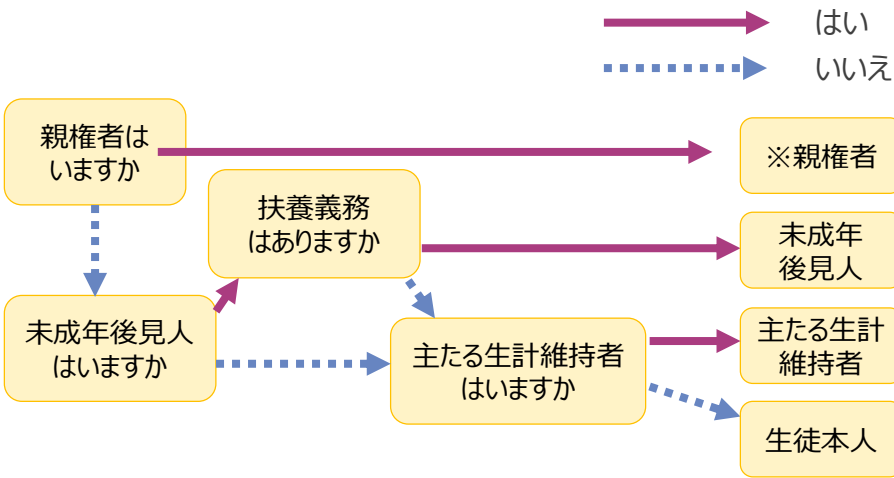 はい
いいえ
親権者は
いますか
※親権者
扶養義務
はありますか
未成年
後見人
未成年後見人
はいますか
主たる生計維持者
はいますか
主たる生計
維持者
生徒本人